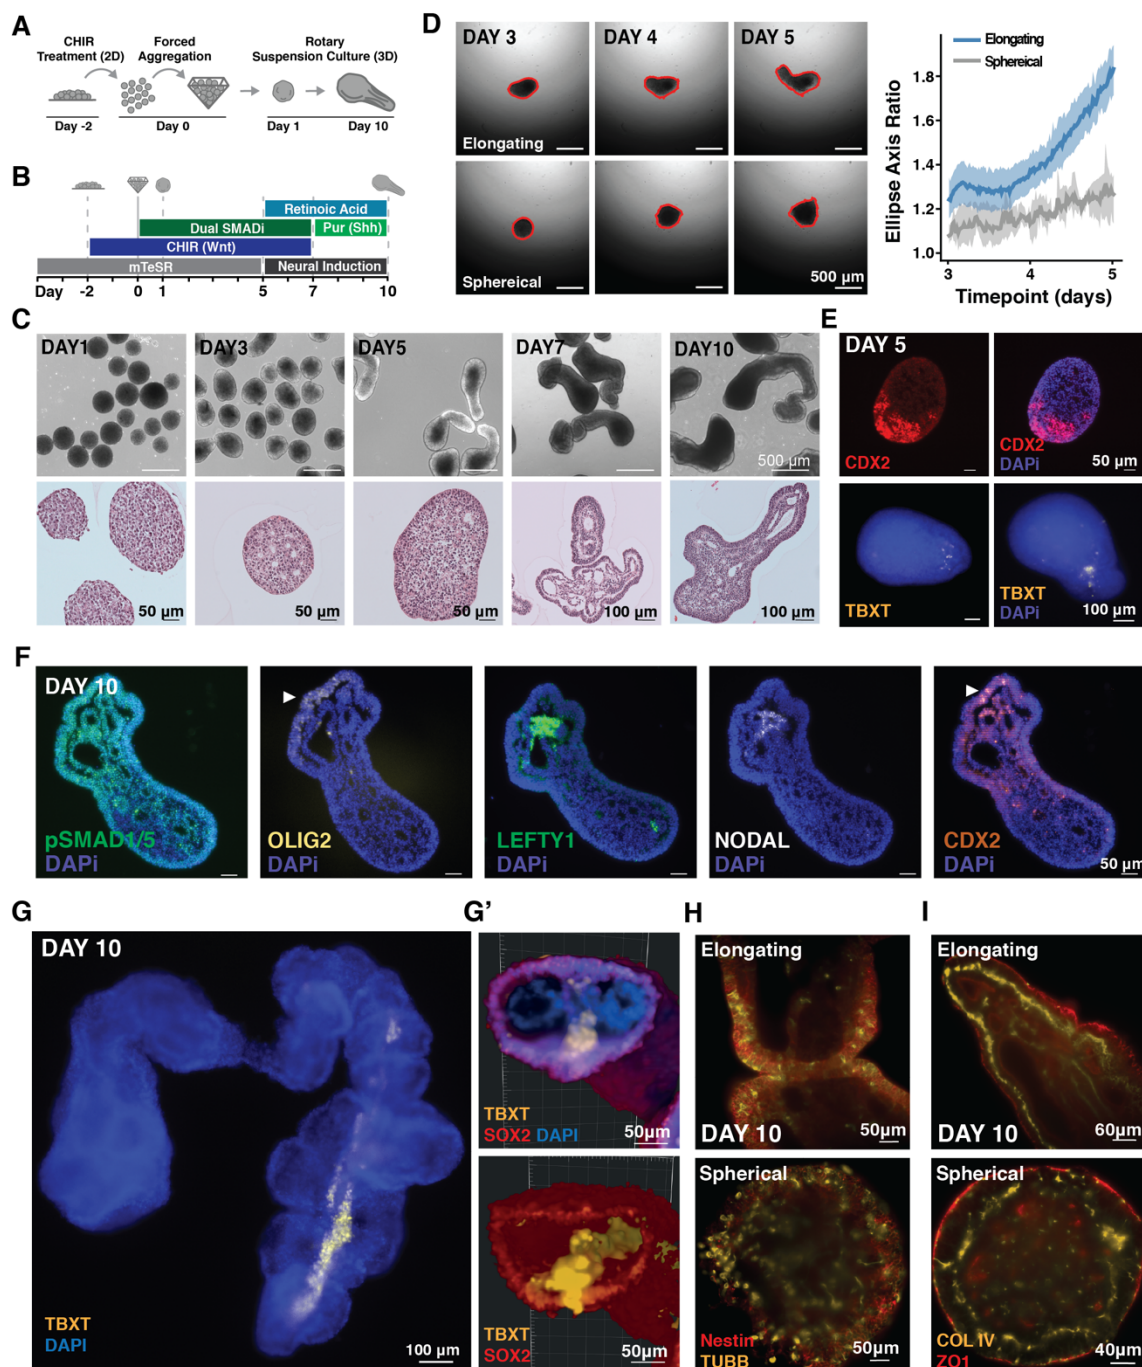 A
CHIR
Treatment (2D)
Forced
Aggregation
Rotary
Suspension Culture (3D)
Day -2
Day 0
Day 1
Day 10
B
Retinoic Acid
Dual SMADi
Pur (Shh)
CHIR (Wnt)
mTeSR
Neural Induction
Day
-2
0
1
5
7
10
C
DAY1
DAY3
DAY5
DAY7
DAY10
500 µm
50 µm
50 µm
50 µm
100 µm
100 µm
D
DAY 3
DAY 4
DAY 5
Elongating
Sphereical
500 µm
Elongating
Sphereical
Ellipse Axis Ratio
1.8
1.6
1.4
1.2
1.0
3
4
5
Timepoint (days)
E
DAY 5
CDX2
CDX2
DAPi
50 µm
TBXT
TBXT
DAPi
100 µm
F
DAY 10
pSMAD1/5
DAPi
OLIG2
DAPi
LEFTY1
DAPi
NODAL
DAPi
CDX2
DAPi
50 µm
G
DAY 10
TBXT
DAPI
100 µm
G'
TBXT
SOX2 DAPI
50µm
TBXT
SOX2
50µm
H
Elongating
DAY 10
50µm
Spherical
Nestin
TUBB
50µm
I
Elongating
DAY 10
60µm
Spherical
COL IV
ZO1
40µm